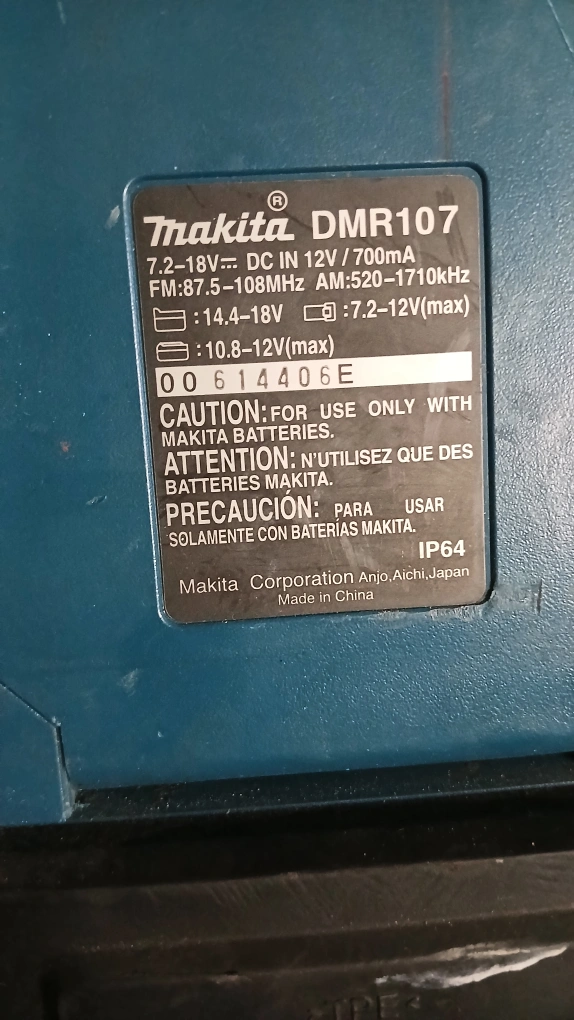 makita® DMR107
7.2–18V⎓ DC IN 12V / 700mA
FM:87.5–108MHz AM:520–1710kHz
:14.4–18V :7.2–12V(max)
:10.8–12V(max)
00 614406E
CAUTION: FOR USE ONLY WITH
MAKITA BATTERIES.
ATTENTION: N'UTILISEZ QUE DES
BATTERIES MAKITA.
PRECAUCIÓN: PARA USAR
SOLAMENTE CON BATERÍAS MAKITA.
IP64
Makita Corporation Anjo,Aichi,Japan
Made in China